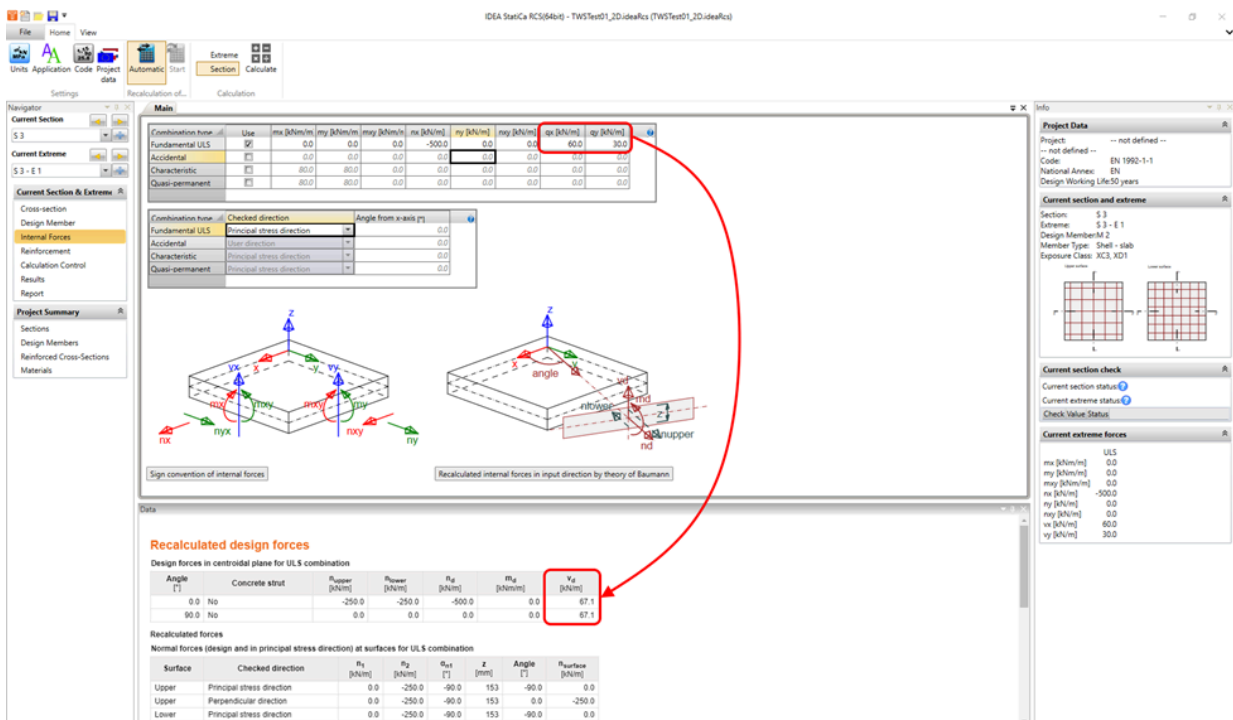 IDEA StatiCa RCS(64bit) - TWSTest01_2D.ideaRcs (TWSTest01_2D.ideaRcs)
File Home View
Units Application Code Project data
Automatic Start
Extreme
Section
Calculate
Settings Recalculation of... Calculation
Navigator
Current Section
S 3
Current Extreme
S 3 - E 1
Current Section & Extreme
Cross-section
Design Member
Internal Forces
Reinforcement
Calculation Control
Results
Report
Project Summary
Sections
Design Members
Reinforced Cross-Sections
Materials
Main
Combination type Use mx [kNm/m my [kNm/m mxy [kNm/n nx [kN/m] ny [kN/m] nxy [kN/m] qx [kN/m] qy [kN/m]
Fundamental ULS 0.0 0.0 0.0 -500.0 0.0 0.0 60.0 30.0
Accidental 0.0 0.0 0.0 0.0 0.0 0.0 0.0 0.0
Characteristic 80.0 80.0 0.0 0.0 0.0 0.0 0.0 0.0
Quasi-permanent 80.0 80.0 0.0 0.0 0.0 0.0 0.0 0.0
Combination type Checked direction Angle from x-axis [°]
Fundamental ULS Principal stress direction 0.0
Accidental User direction 0.0
Characteristic Principal stress direction 0.0
Quasi-permanent Principal stress direction 0.0
z
x y
vx vy
mx mxy mxy my
nx nyx nxy ny
z
x y
angle
vd
md
nlower
z
nupper
nd
Sign convention of internal forces
Recalculated internal forces in input direction by theory of Baumann
Data
Recalculated design forces
Design forces in centroidal plane for ULS combination
Angle [°] Concrete strut nupper [kN/m] nlower [kN/m] nd [kN/m] md [kNm/m] vd [kN/m]
0.0 No -250.0 -250.0 -500.0 0.0 67.1
90.0 No 0.0 0.0 0.0 0.0 67.1
Recalculated forces
Normal forces (design and in principal stress direction) at surfaces for ULS combination
Surface Checked direction n1 [kN/m] n2 [kN/m] αn1 [°] z [mm] Angle [°] nsurface [kN/m]
Upper Principal stress direction 0.0 -250.0 -90.0 153 -90.0 0.0
Upper Perpendicular direction 0.0 -250.0 -90.0 153 0.0 -250.0
Lower Principal stress direction 0.0 -250.0 -90.0 153 -90.0 0.0
Info
Project Data
Project: -- not defined --
-- not defined --
Code: EN 1992-1-1
National Annex: EN
Design Working Life:50 years
Current section and extreme
Section: S 3
Extreme: S 3 - E 1
Design Member:M 2
Member Type: Shell - slab
Exposure Class: XC3, XD1
Upper surface Lower surface
Current section check
Current section status:
Current extreme status:
Check Value Status
Current extreme forces
ULS
mx [kNm/m] 0.0
my [kNm/m] 0.0
mxy [kNm/m] 0.0
nx [kN/m] -500.0
ny [kN/m] 0.0
nxy [kN/m] 0.0
vx [kN/m] 60.0
vy [kN/m] 30.0